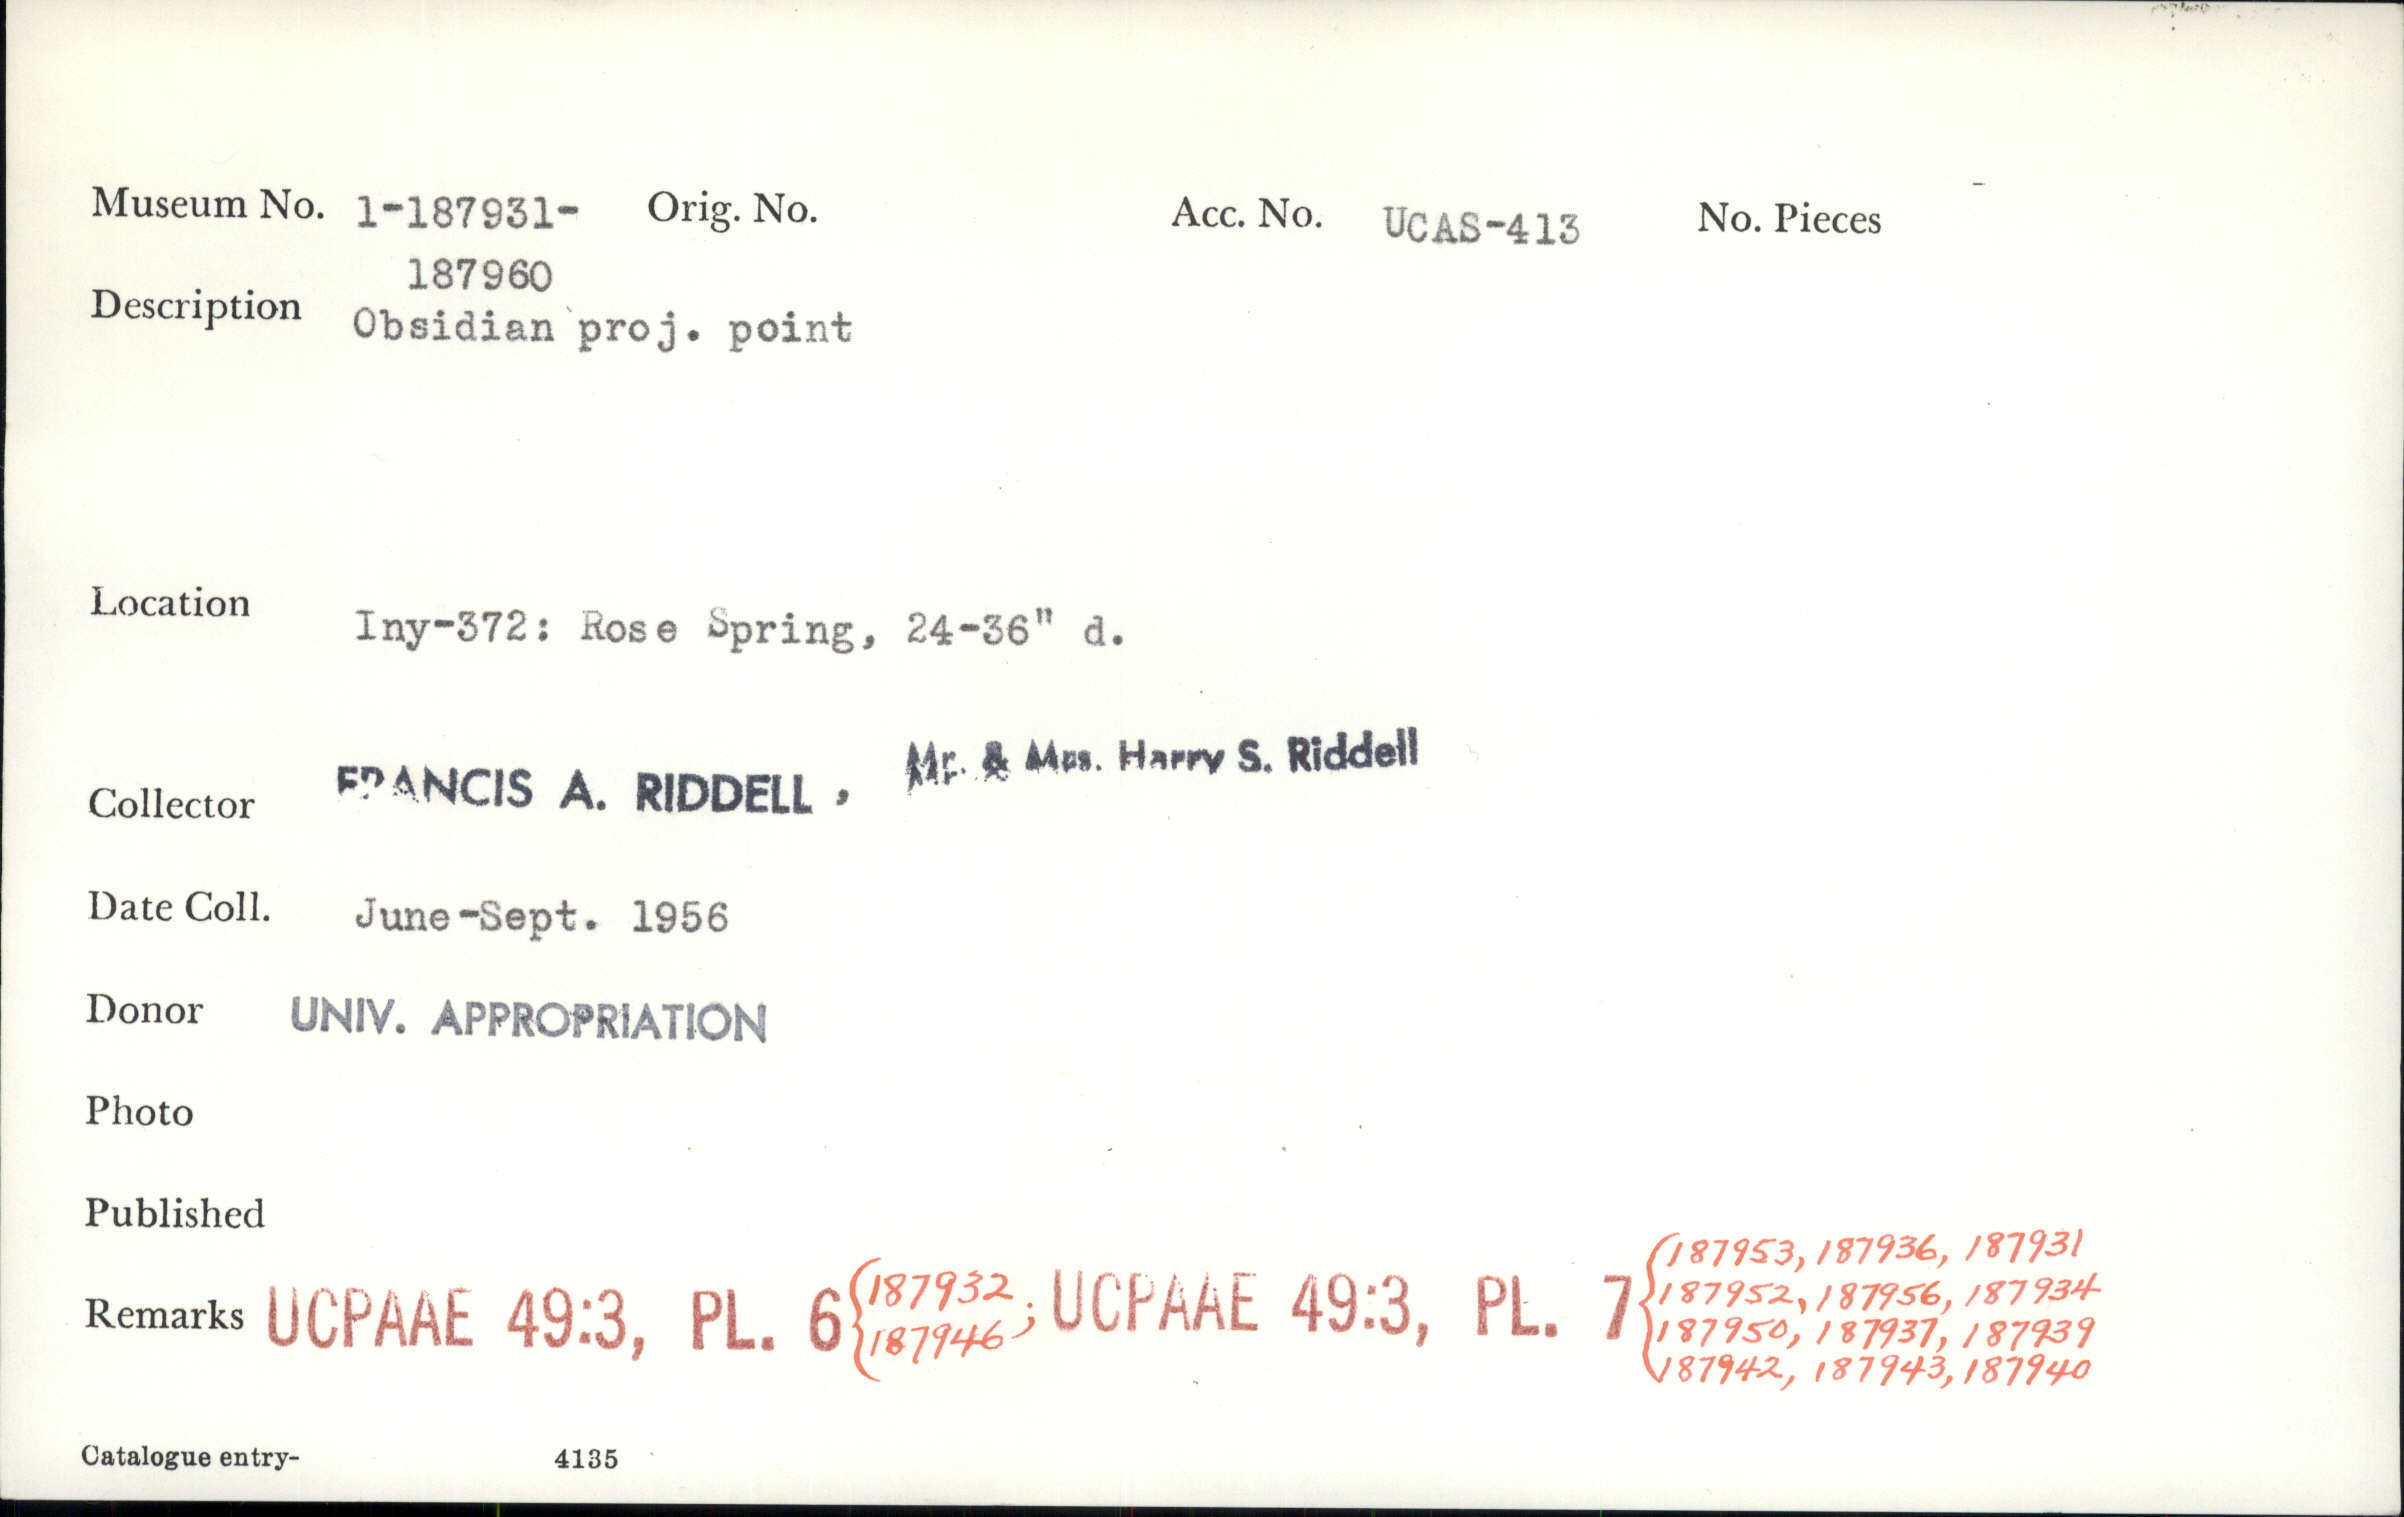 Museum No. 1-187931- Orig. No. Acc. No. UCAS-413 No. Pieces
187960
Description Obsidian proj. point
Location Iny-372: Rose Spring, 24-36" d.
Collector FRANCIS A. RIDDELL , Mr. & Mrs. Harry S. Riddell
Date Coll. June-Sept. 1956
Donor UNIV. APPROPRIATION
Photo
Published
Remarks UCPAAE 49:3, PL. 6 {187932 187946 ; UCPAAE 49:3, PL. 7 {187953, 187936, 187931
187952, 187956, 187934
187950, 187937, 187939
187942, 187943, 187940
Catalogue entry- 4135